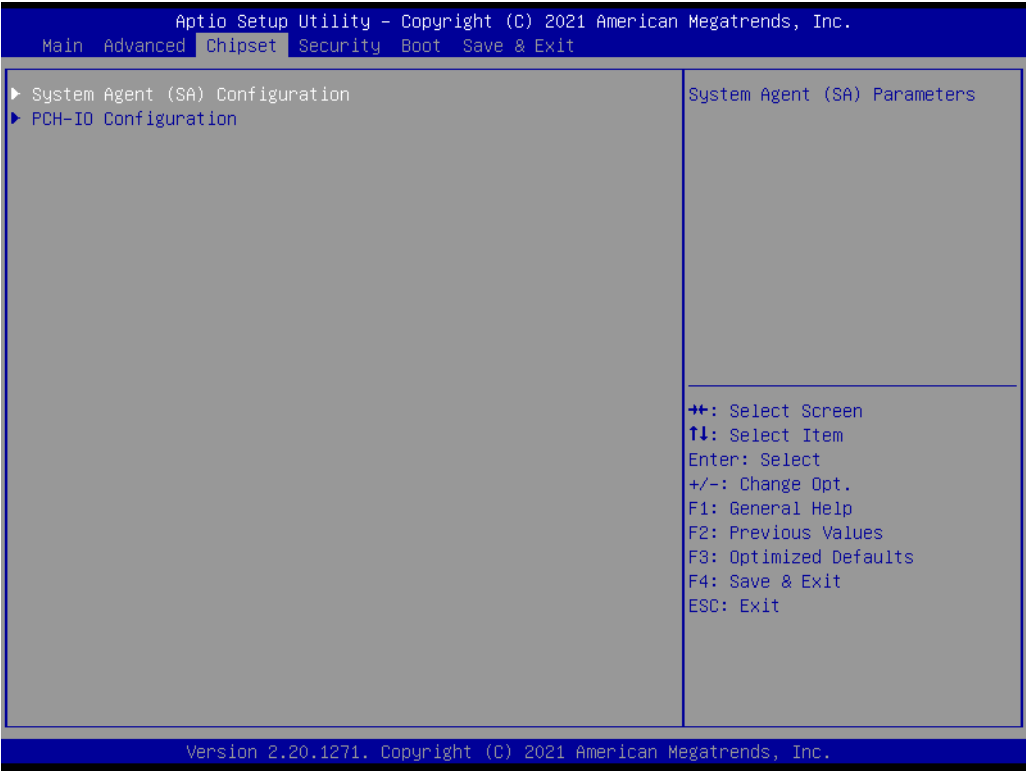 Aptio Setup Utility – Copyright (C) 2021 American Megatrends, Inc.
Main Advanced Chipset Security Boot Save & Exit
► System Agent (SA) Configuration
► PCH-IO Configuration
System Agent (SA) Parameters
→←: Select Screen
↑↓: Select Item
Enter: Select
+/-: Change Opt.
F1: General Help
F2: Previous Values
F3: Optimized Defaults
F4: Save & Exit
ESC: Exit
Version 2.20.1271. Copyright (C) 2021 American Megatrends, Inc.